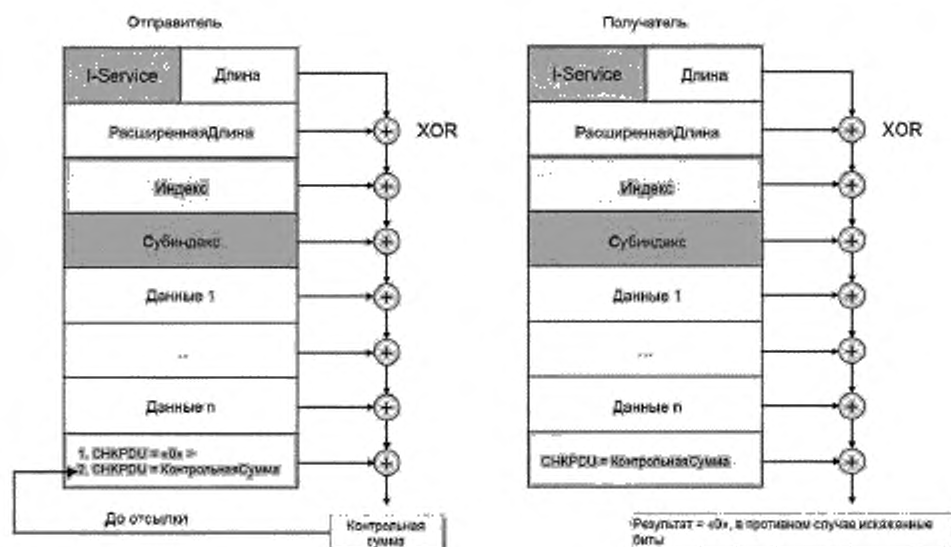 Отправитель
I-Service
Длина
РасширеннаяДлина
XOR
Индекс
Субиндекс
Данные 1
...
Данные n
1, CHKPDU = «0» >
2, CHKPDU = КонтрольнаяСумма
До отсылки
Контрольная
сумма
Получатель
I-Service
Длина
РасширеннаяДлина
XOR
Индекс
Субиндекс
Данные 1
...
Данные n
CHKPDU = КонтрольнаяСумма
Результат = «0», в противном случае искаженные
биты